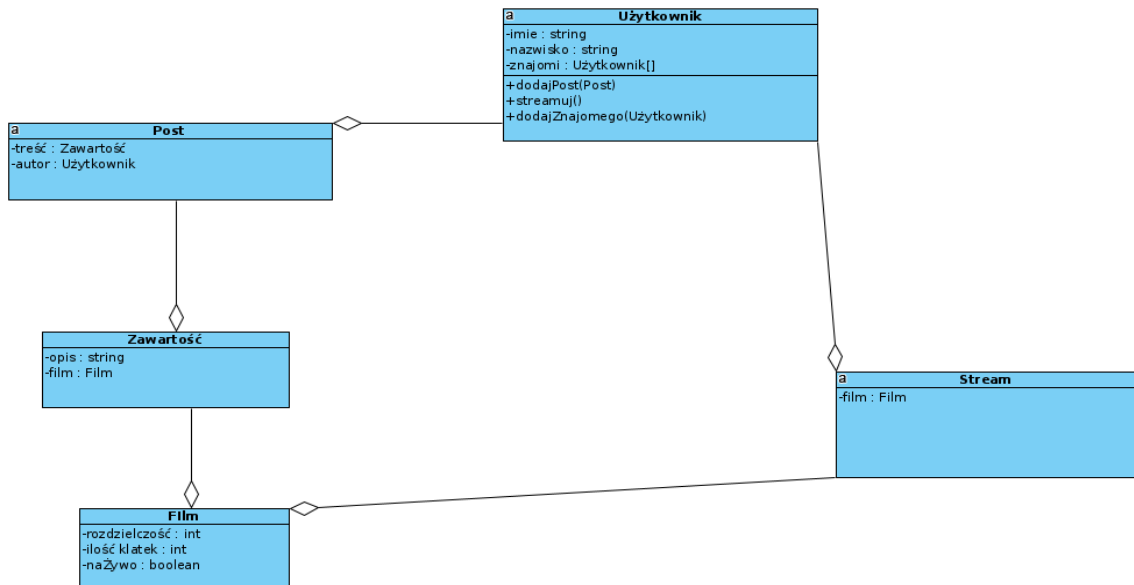 a
Użytkownik
-imie : string
-nazwisko : string
-znajomi : Użytkownik[]
+dodajPost(Post)
+streamuj()
+dodajZnajomego(Użytkownik)
a
Post
-treść : Zawartość
-autor : Użytkownik
Zawartość
-opis : string
-film : Film
a
Stream
-film : Film
Film
-rozdzielczość : int
-ilość klatek : int
-naŻywo : boolean